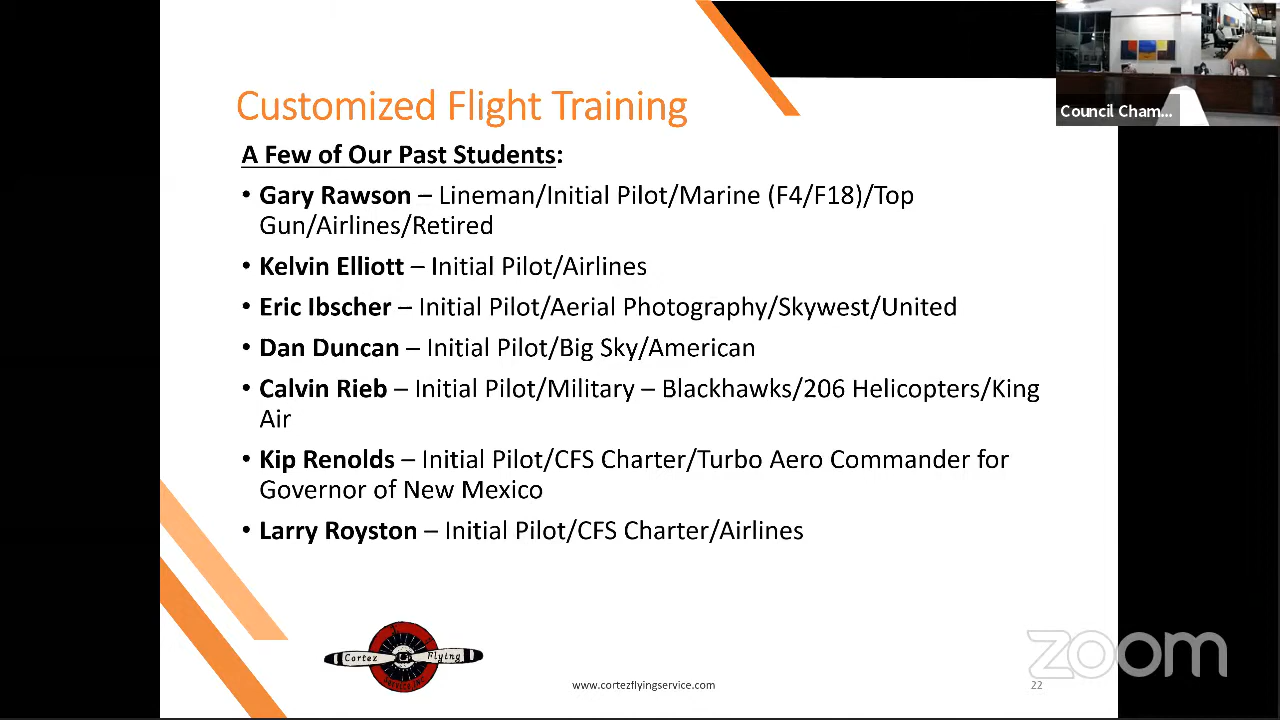 Customized Flight Training
A Few of Our Past Students:
• Gary Rawson – Lineman/Initial Pilot/Marine (F4/F18)/Top
Gun/Airlines/Retired
• Kelvin Elliott – Initial Pilot/Airlines
• Eric Ibscher – Initial Pilot/Aerial Photography/Skywest/United
• Dan Duncan – Initial Pilot/Big Sky/American
• Calvin Rieb – Initial Pilot/Military – Blackhawks/206 Helicopters/King
Air
• Kip Renolds – Initial Pilot/CFS Charter/Turbo Aero Commander for
Governor of New Mexico
• Larry Royston – Initial Pilot/CFS Charter/Airlines
Cortez Flying
Service, Inc.
www.cortezflyingservice.com
22
Council Cham...
zoom